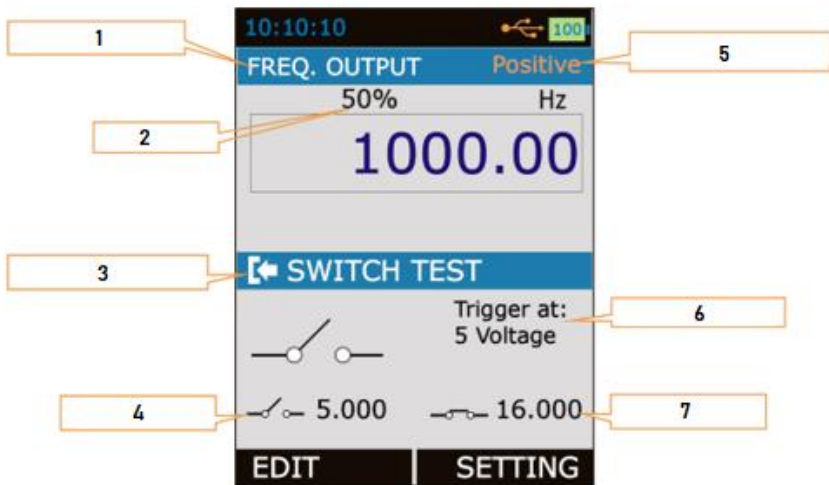 10:10:10 100
1
FREQ. OUTPUT Positive
5
50% Hz
2
1000.00
3
SWITCH TEST
Trigger at:
5 Voltage
6
4
5.000 16.000
7
EDIT SETTING